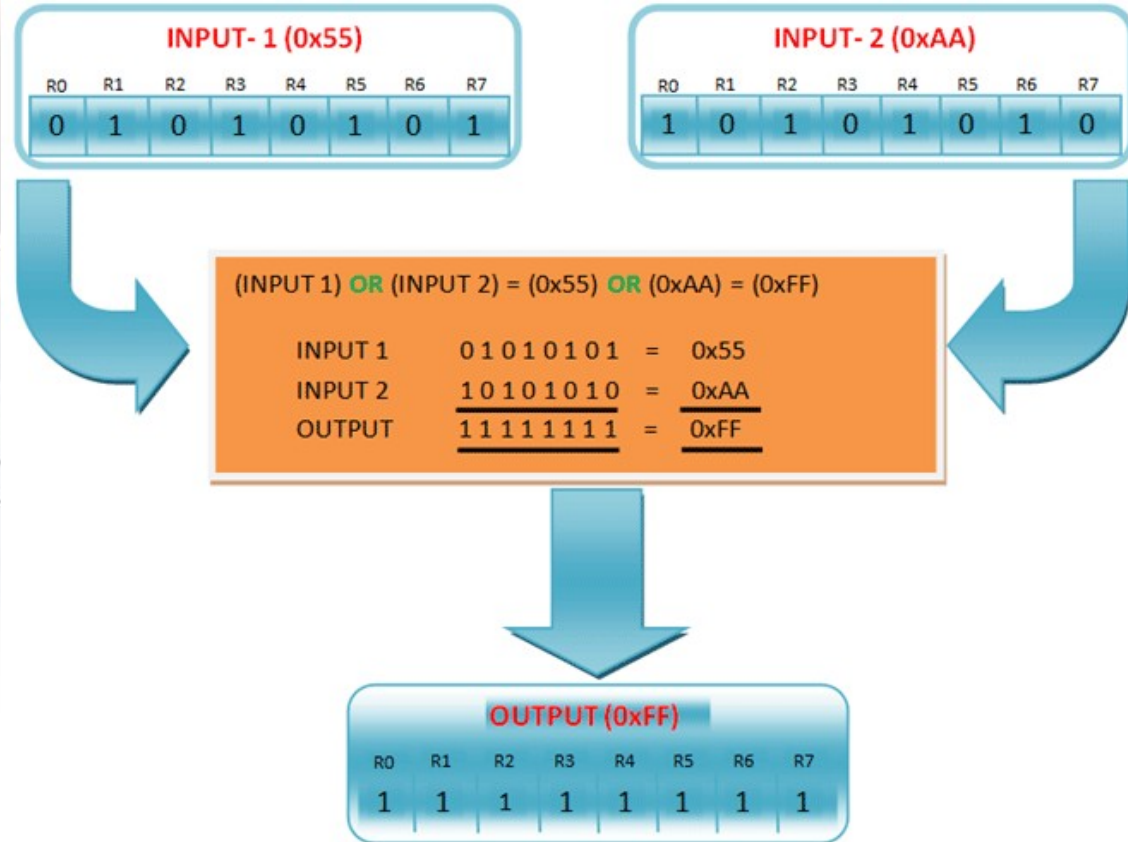 INPUT- 1 (0x55)
R0 R1 R2 R3 R4 R5 R6 R7
0 1 0 1 0 1 0 1
INPUT- 2 (0xAA)
R0 R1 R2 R3 R4 R5 R6 R7
1 0 1 0 1 0 1 0
(INPUT 1) OR (INPUT 2) = (0x55) OR (0xAA) = (0xFF)
INPUT 1 0 1 0 1 0 1 0 1 = 0x55
INPUT 2 1 0 1 0 1 0 1 0 = 0xAA
OUTPUT 1 1 1 1 1 1 1 1 = 0xFF
OUTPUT (0xFF)
R0 R1 R2 R3 R4 R5 R6 R7
1 1 1 1 1 1 1 1